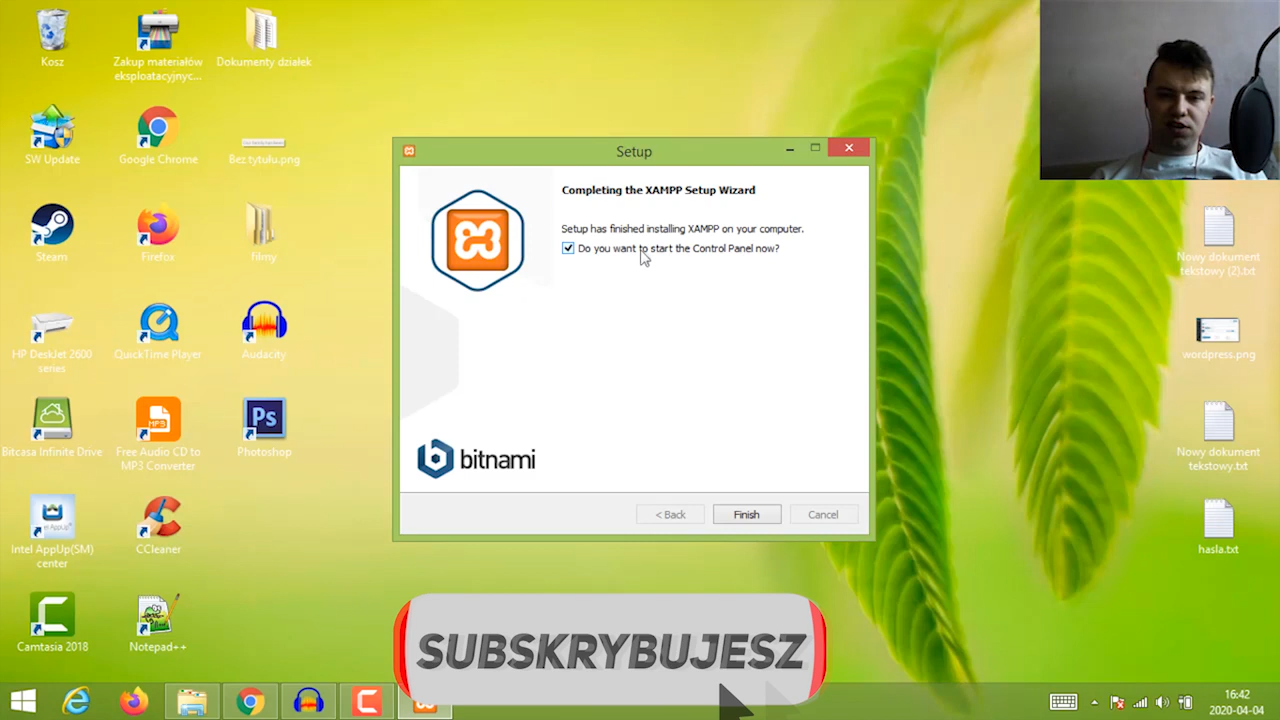 Kosz
Zakup materiałów
eksploatacyjnyc...
Dokumenty działek
SW Update
Google Chrome
Bez tytułu.png
Steam
Firefox
filmy
HP DeskJet 2600
series
QuickTime Player
Audacity
Bitcasa Infinite Drive
MP3
Free Audio CD to
MP3 Converter
Ps
Photoshop
Intel AppUp(SM)
center
CCleaner
Camtasia 2018
Notepad++
Setup
Completing the XAMPP Setup Wizard
Setup has finished installing XAMPP on your computer.
Do you want to start the Control Panel now?
bitnami
< Back
Finish
Cancel
Nowy dokument
tekstowy (2).txt
wordpress.png
Nowy dokument
tekstowy.txt
hasla.txt
SUBSKRYBUJESZ
16:42
2020-04-04